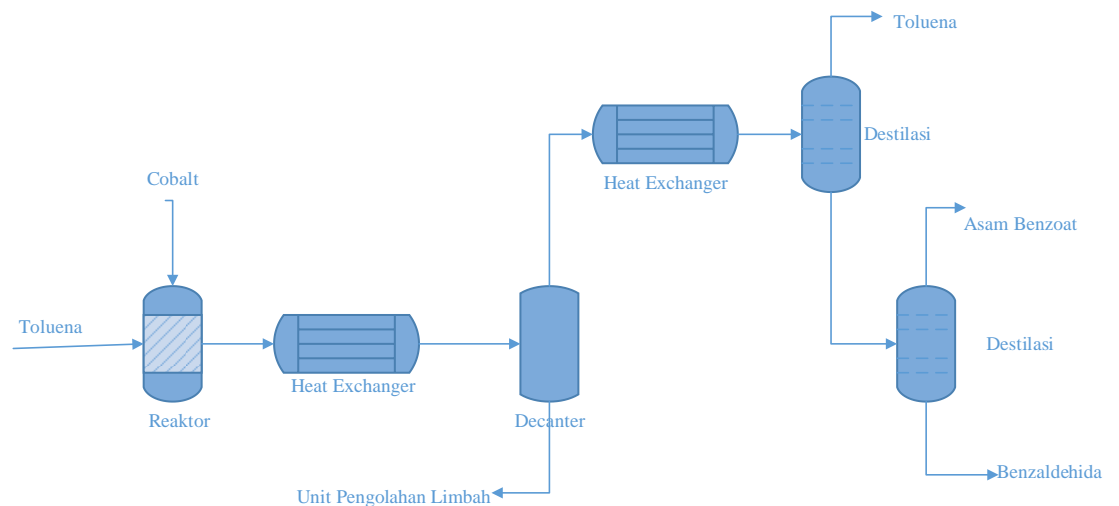 Toluena
Destilasi
Heat Exchanger
Cobalt
Asam Benzoat
Toluena
Destilasi
Heat Exchanger
Reaktor
Decanter
Benzaldehida
Unit Pengolahan Limbah